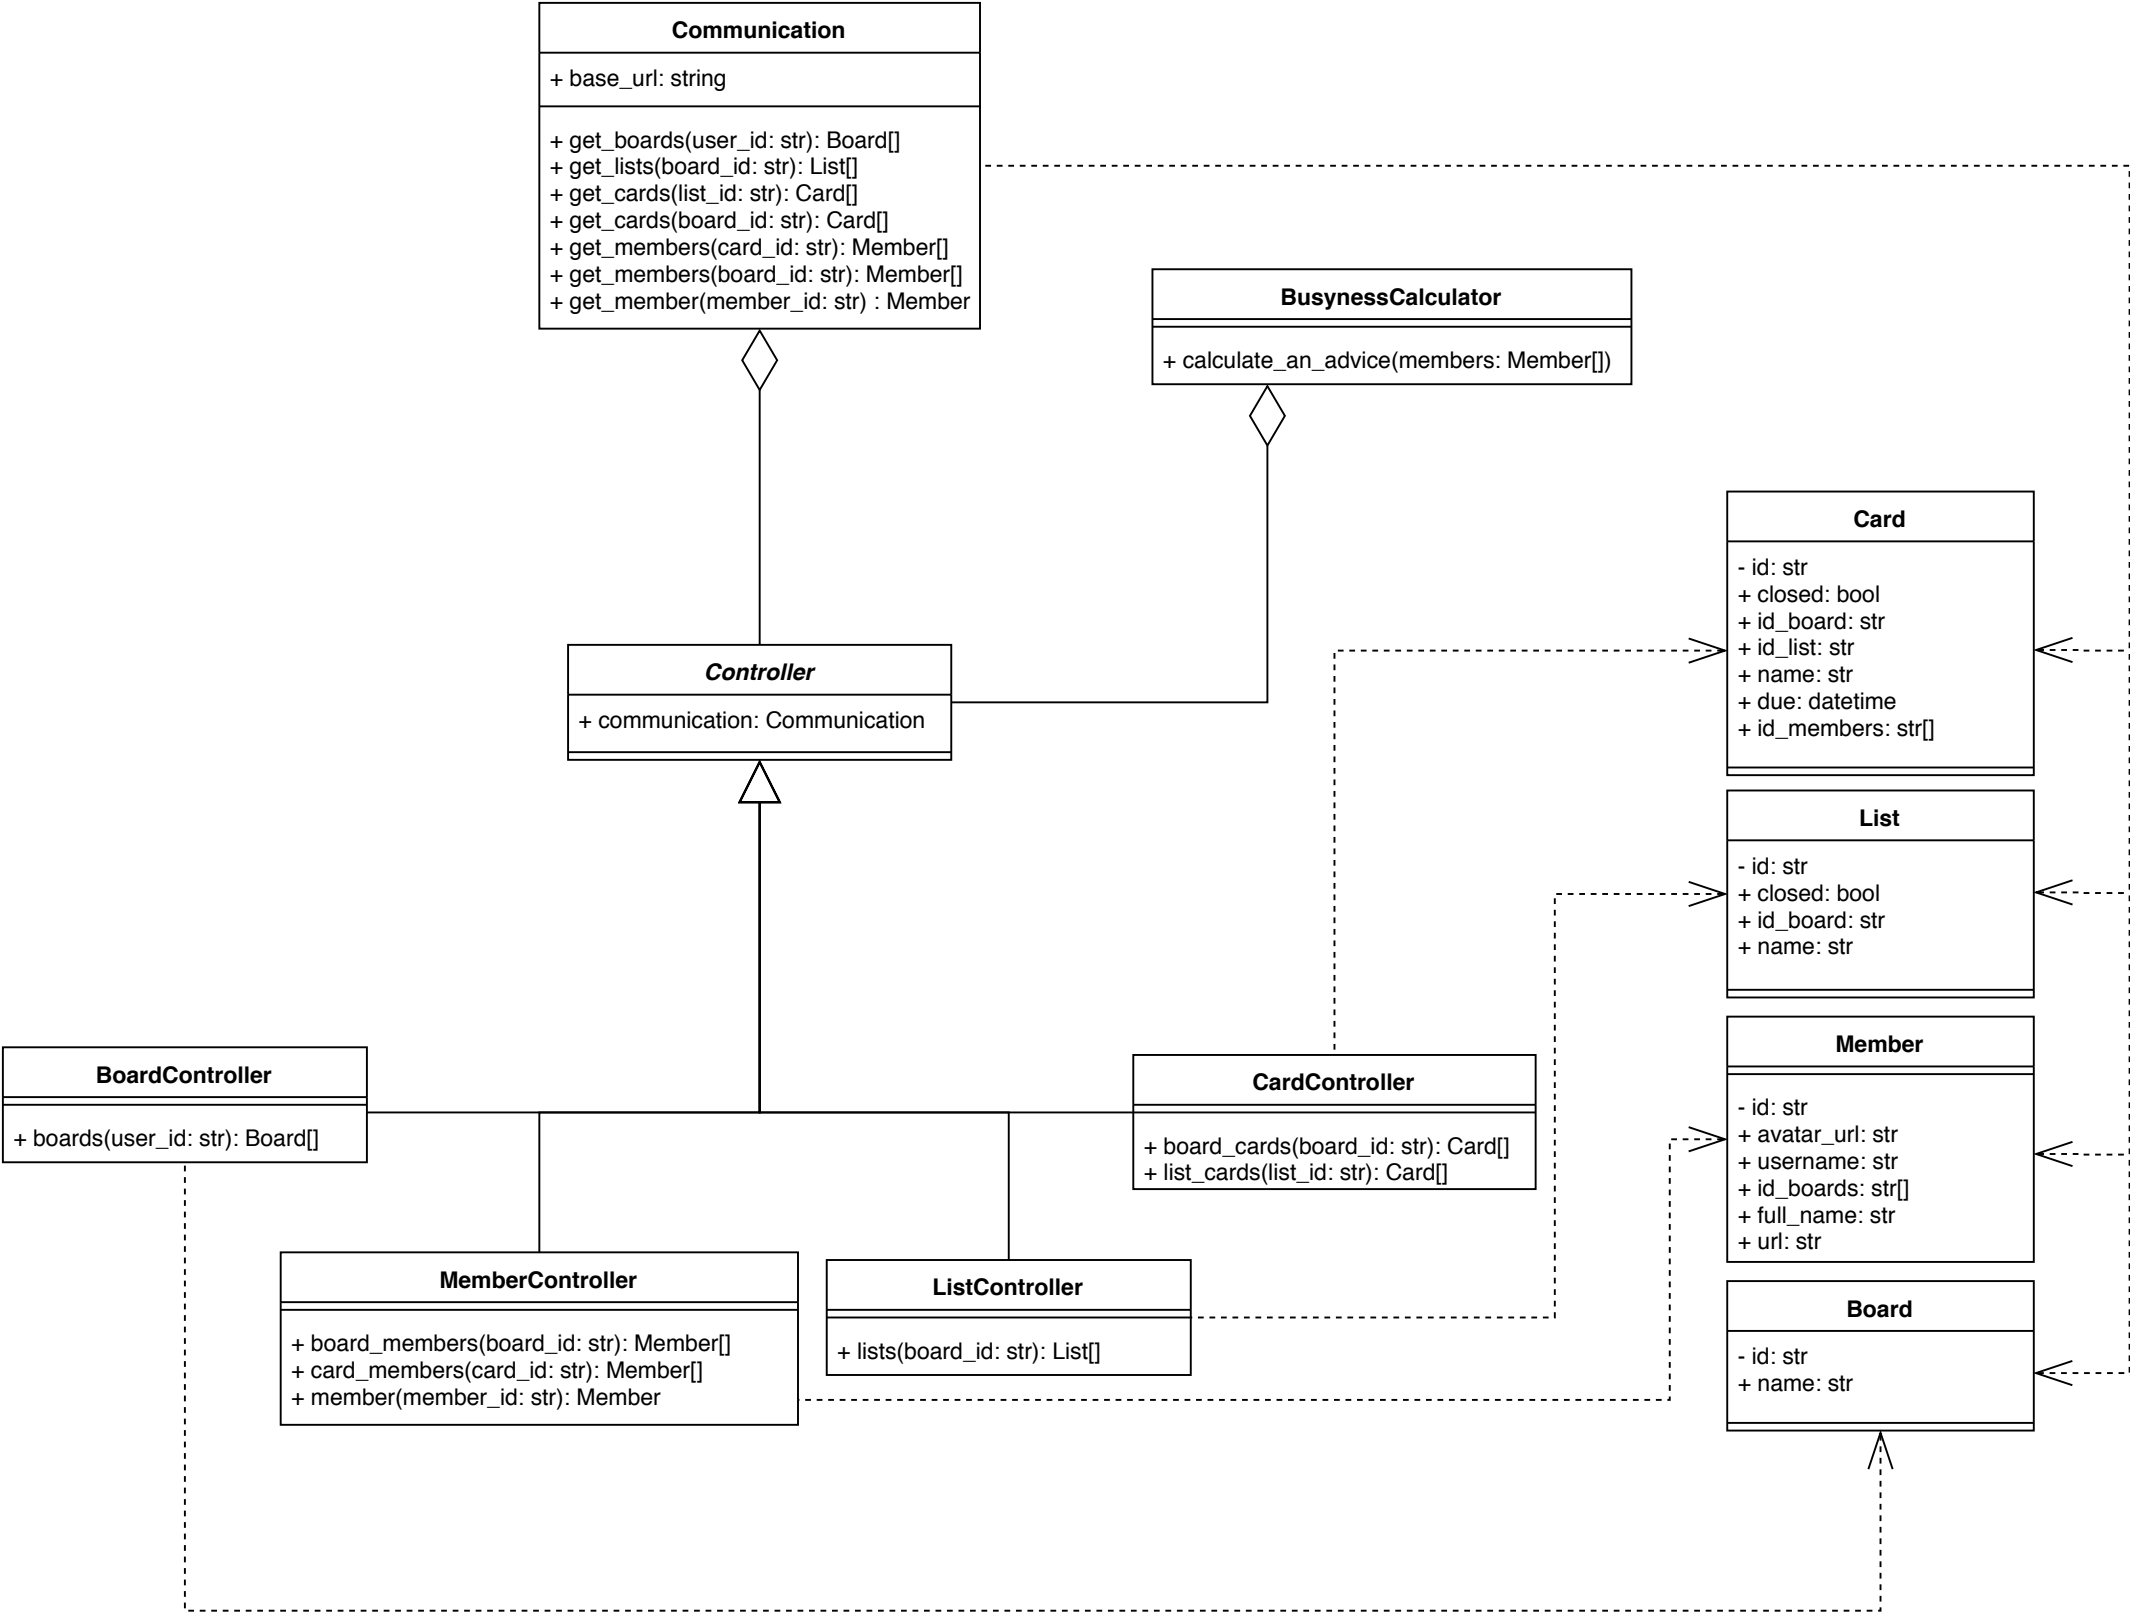 Communication
+ base_url: string
+ get_boards(user_id: str): Board[]
+ get_lists(board_id: str): List[]
+ get_cards(list_id: str): Card[]
+ get_cards(board_id: str): Card[]
+ get_members(card_id: str): Member[]
+ get_members(board_id: str): Member[]
+ get_member(member_id: str) : Member
BusynessCalculator
+ calculate_an_advice(members: Member[])
Controller
+ communication: Communication
Card
- id: str
+ closed: bool
+ id_board: str
+ id_list: str
+ name: str
+ due: datetime
+ id_members: str[]
List
- id: str
+ closed: bool
+ id_board: str
+ name: str
Member
- id: str
+ avatar_url: str
+ username: str
+ id_boards: str[]
+ full_name: str
+ url: str
Board
- id: str
+ name: str
BoardController
+ boards(user_id: str): Board[]
CardController
+ board_cards(board_id: str): Card[]
+ list_cards(list_id: str): Card[]
MemberController
+ board_members(board_id: str): Member[]
+ card_members(card_id: str): Member[]
+ member(member_id: str): Member
ListController
+ lists(board_id: str): List[]